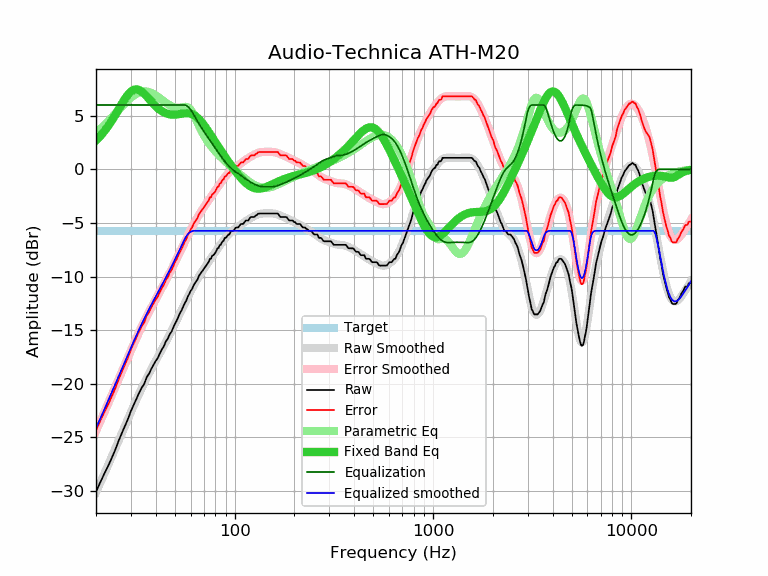 Audio-Technica ATH-M20
Amplitude (dBr)
5
0
−5
−10
−15
−20
−25
−30
Target
Raw Smoothed
Error Smoothed
Raw
Error
Parametric Eq
Fixed Band Eq
Equalization
Equalized smoothed
100
1000
10000
Frequency (Hz)